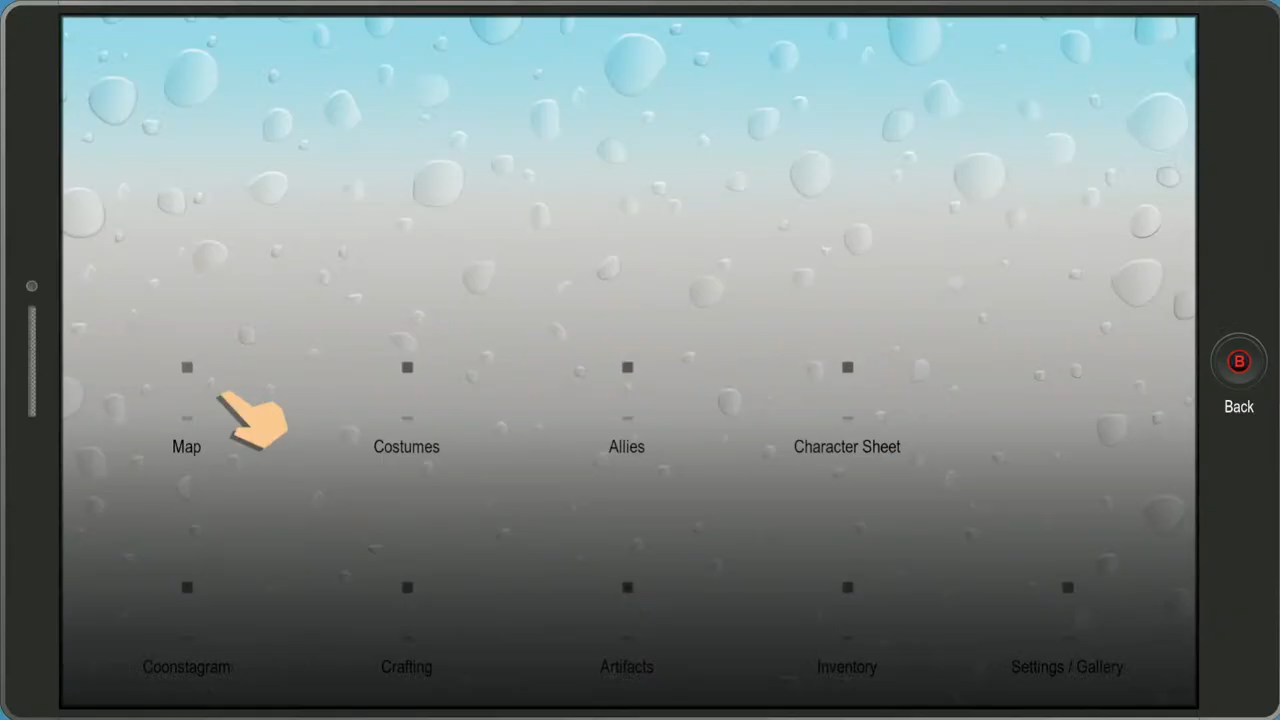 B
Back
Map
Costumes
Allies
Character Sheet
Coonstagram
Crafting
Artifacts
Inventory
Settings / Gallery